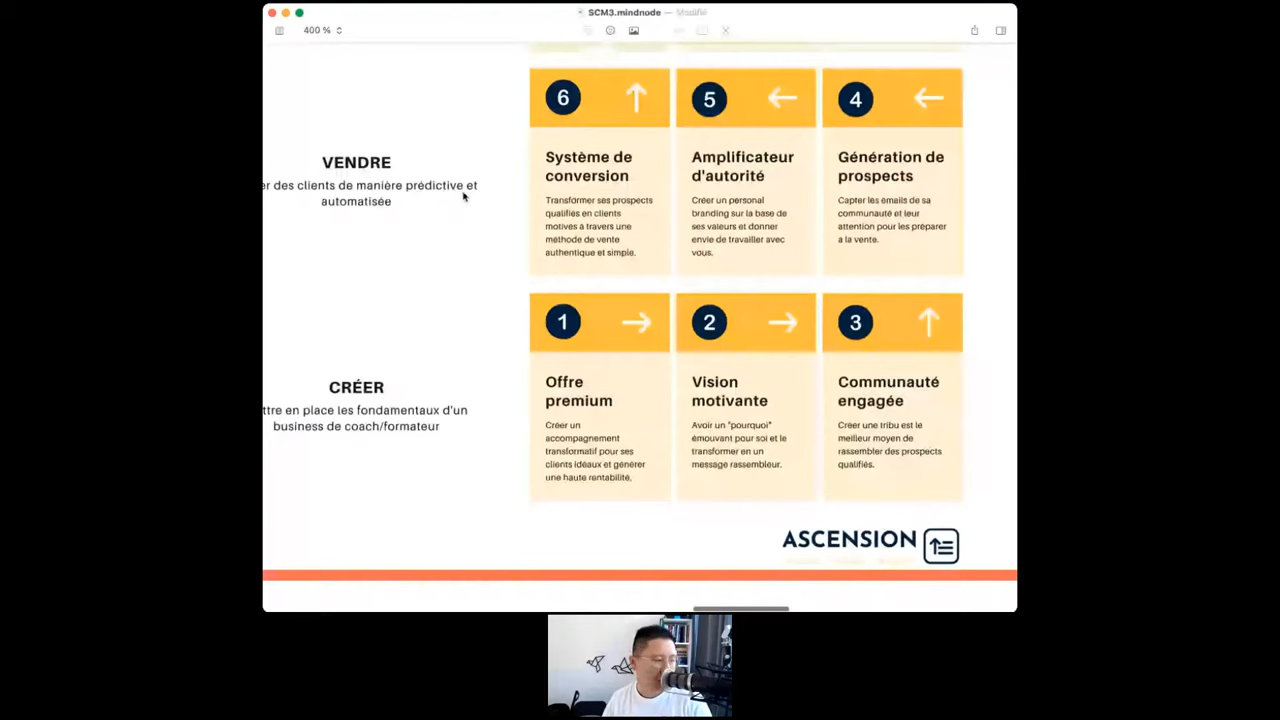 SCM3.mindnode — Modifié
400 %
VENDRE
er des clients de manière prédictive et
automatisée
6
Système de
conversion
Transformer ses prospects
qualifiés en clients
motivés a travers une
méthode de vente
authentique et simple.
5
Amplificateur
d'autorité
Créer un personal
branding sur la base de
ses valeurs et donner
envie de travailler avec
vous.
4
Génération de
prospects
Capter les emails de sa
communauté et leur
attention pour les préparer
a la vente.
CRÉER
ttre en place les fondamentaux d'un
business de coach/formateur
1
Offre
premium
Créer un
accompagnement
transformatif pour ses
clients idéaux et générer
une haute rentabilité.
2
Vision
motivante
Avoir un "pourquoi"
émouvant pour soi et le
transformer en un
message rassembleur.
3
Communauté
engagée
Créer une tribu est le
meilleur moyen de
rassembler des prospects
qualifiés.
ASCENSION